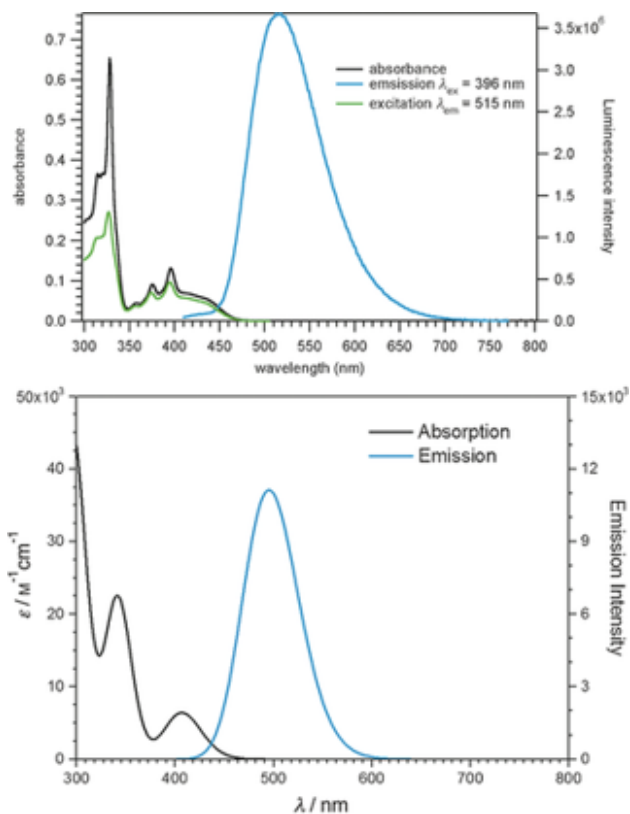 0.7
0.6
0.5
0.4
0.3
0.2
0.1
0.0
absorbance
absorbance
emsission λex = 396 nm
excitation λem = 515 nm
3.5x10⁶
3.0
2.5
2.0
1.5
1.0
0.5
0.0
Luminescence intensity
300 350 400 450 500 550 600 650 700 750 800
wavelength (nm)
50x10³
40
30
20
10
0
ε / M⁻¹cm⁻¹
Absorption
Emission
15x10³
12
9
6
3
0
Emission Intensity
300 400 500 600 700 800
λ / nm